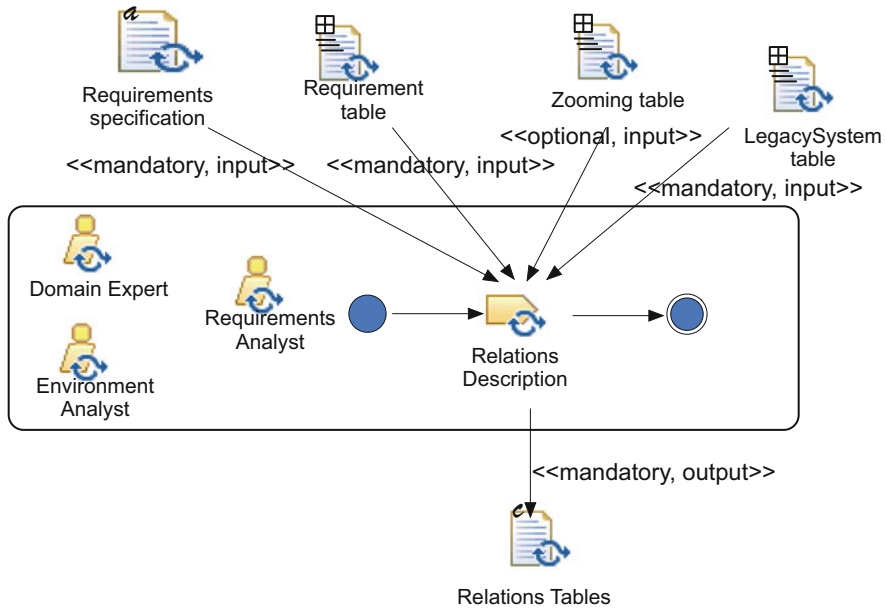 a
Requirements
specification
Requirement
table
Zooming table
LegacySystem
table
<<mandatory, input>>
<<mandatory, input>>
<<optional, input>>
<<mandatory, input>>
Domain Expert
Requirements
Analyst
Environment
Analyst
Relations
Description
<<mandatory, output>>
c
Relations Tables